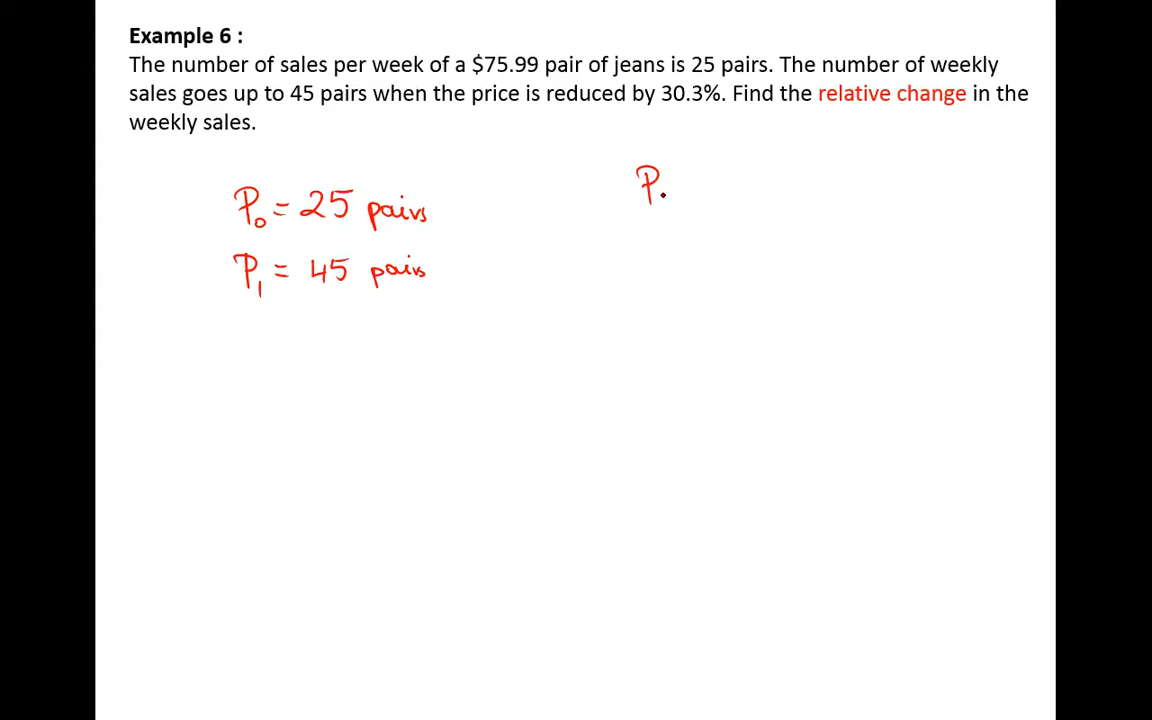 Example 6 :
The number of sales per week of a $75.99 pair of jeans is 25 pairs. The number of weekly
sales goes up to 45 pairs when the price is reduced by 30.3%. Find the relative change in the
weekly sales.
P
P₀ = 25 pairs
P₁ = 45 pairs